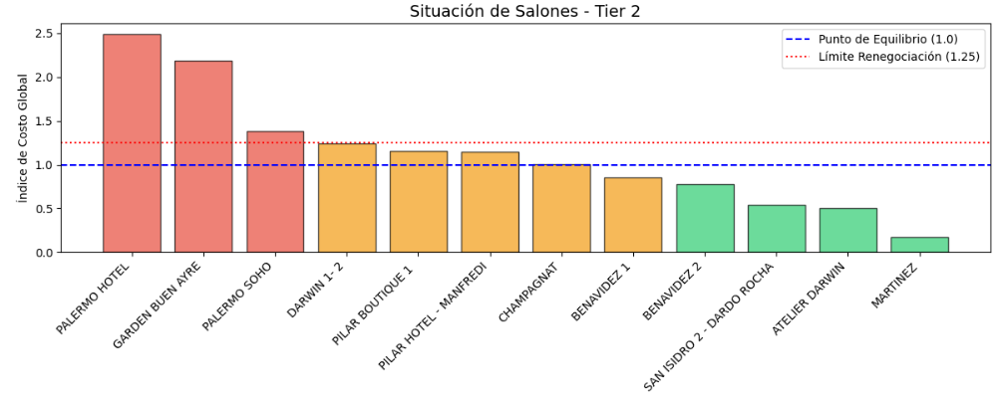 Situación de Salones - Tier 2
Índice de Costo Global
2.5
2.0
1.5
1.0
0.5
0.0
Punto de Equilibrio (1.0)
Límite Renegociación (1.25)
PALERMO HOTEL
GARDEN BUEN AYRE
PALERMO SOHO
DARWIN 1- 2
PILAR BOUTIQUE 1
PILAR HOTEL - MANFREDI
CHAMPAGNAT
BENAVIDEZ 1
BENAVIDEZ 2
SAN ISIDRO 2 - DARDO ROCHA
ATELIER DARWIN
MARTINEZ